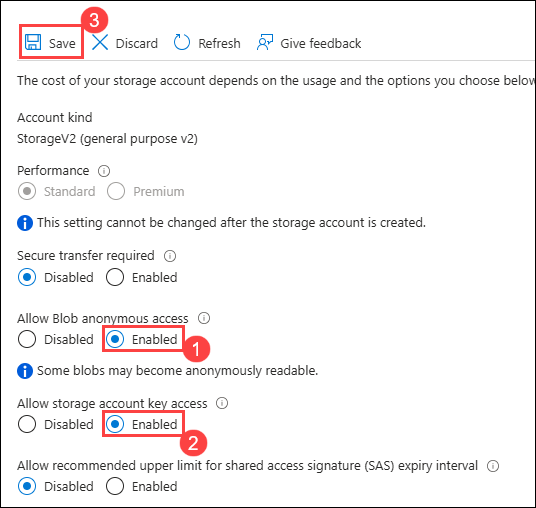 3
Save Discard Refresh Give feedback
The cost of your storage account depends on the usage and the options you choose below
Account kind
StorageV2 (general purpose v2)
Performance
Standard Premium
This setting cannot be changed after the storage account is created.
Secure transfer required
Disabled Enabled
Allow Blob anonymous access
Disabled Enabled
1
Some blobs may become anonymously readable.
Allow storage account key access
Disabled Enabled
2
Allow recommended upper limit for shared access signature (SAS) expiry interval
Disabled Enabled